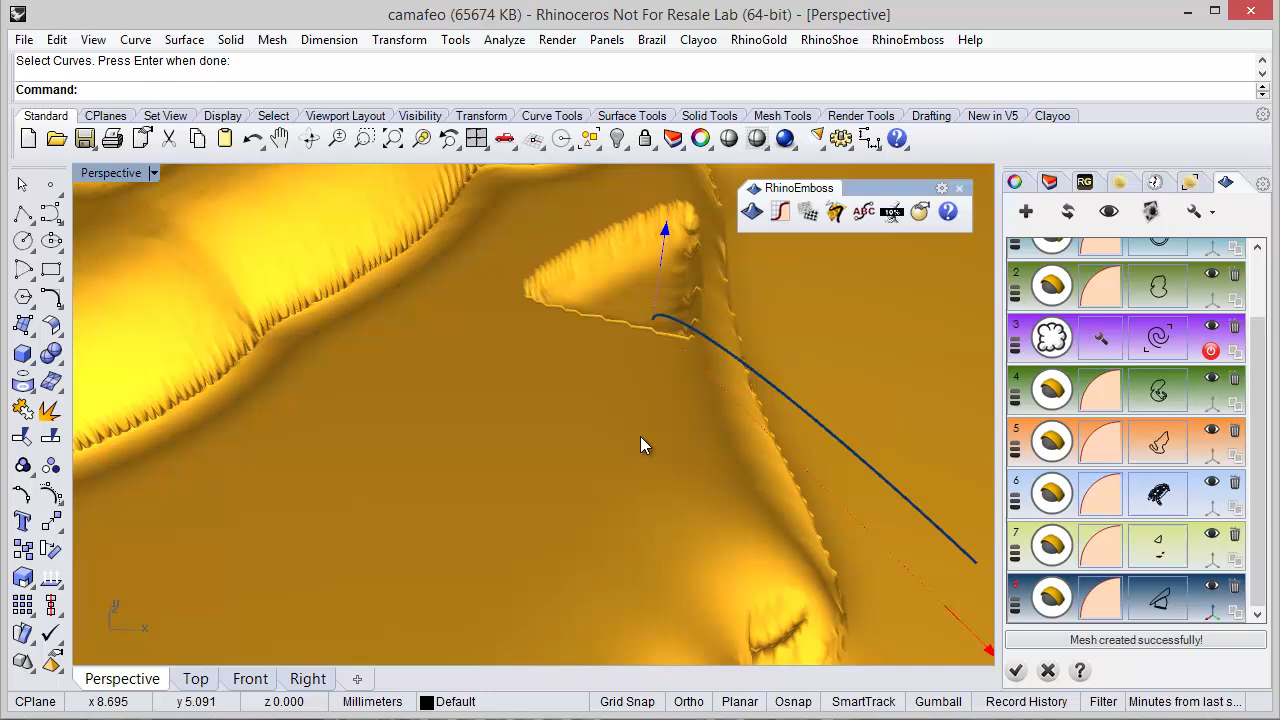 camafeo (65674 KB) - Rhinoceros Not For Resale Lab (64-bit) - [Perspective]
File Edit View Curve Surface Solid Mesh Dimension Transform Tools Analyze Render Panels Brazil Clayoo RhinoGold RhinoShoe RhinoEmboss Help
Select Curves. Press Enter when done:
Command:
Standard CPlanes Set View Display Select Viewport Layout Visibility Transform Curve Tools Surface Tools Solid Tools Mesh Tools Render Tools Drafting New in V5 Clayoo
Perspective
RhinoEmboss
RG
ABC
10%
2
3
4
5
6
7
8
y
x
Mesh created successfully!
Perspective Top Front Right
CPlane x 8.695 y 5.091 z 0.000 Millimeters Default Grid Snap Ortho Planar Osnap SmartTrack Gumball Record History Filter Minutes from last s...